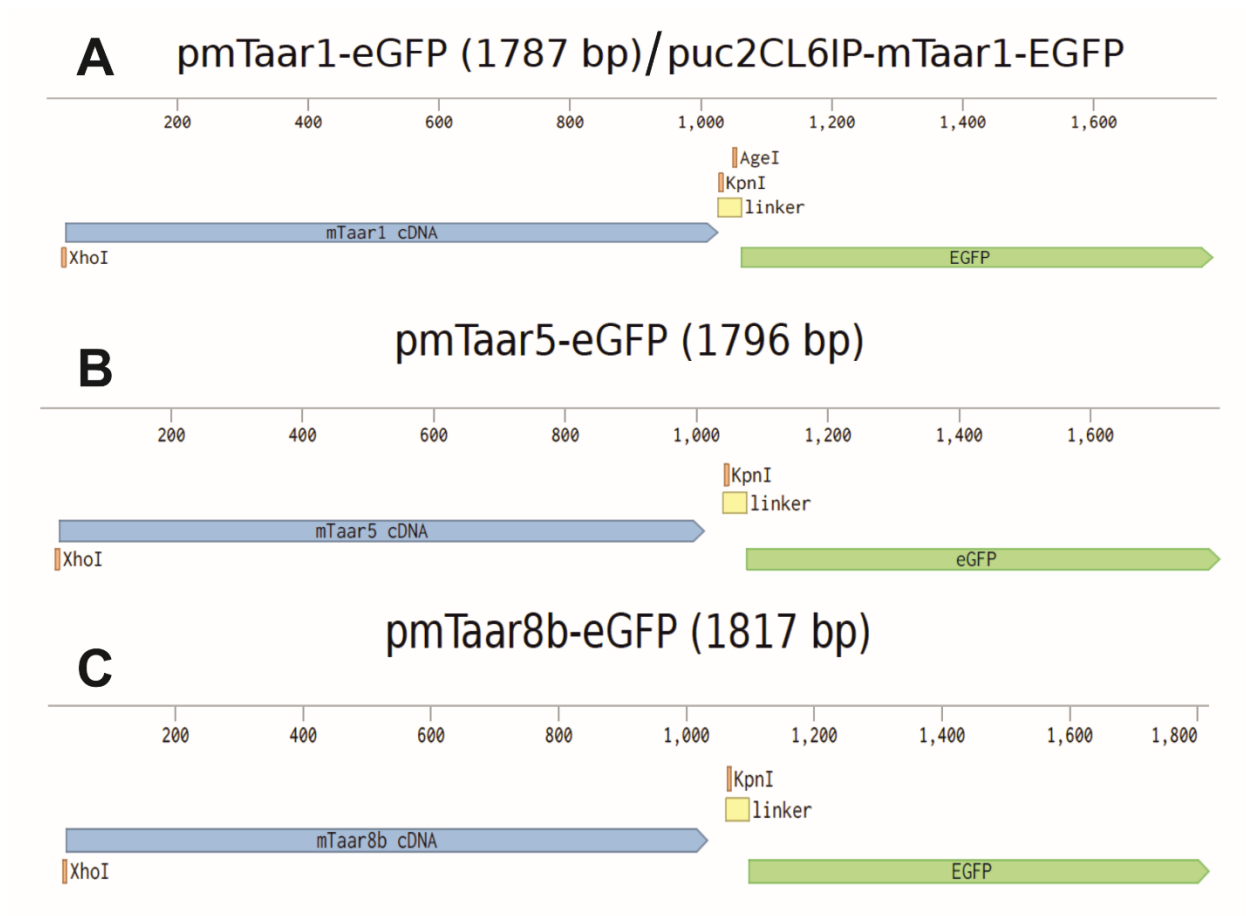 A
pmTaar1-eGFP (1787 bp)/puc2CL6IP-mTaar1-EGFP
200 400 600 800 1,000 1,200 1,400 1,600
AgeI
KpnI
linker
mTaar1 cDNA
XhoI EGFP
B
pmTaar5-eGFP (1796 bp)
200 400 600 800 1,000 1,200 1,400 1,600
KpnI
linker
mTaar5 cDNA
XhoI eGFP
C
pmTaar8b-eGFP (1817 bp)
200 400 600 800 1,000 1,200 1,400 1,600 1,800
KpnI
linker
mTaar8b cDNA
XhoI EGFP